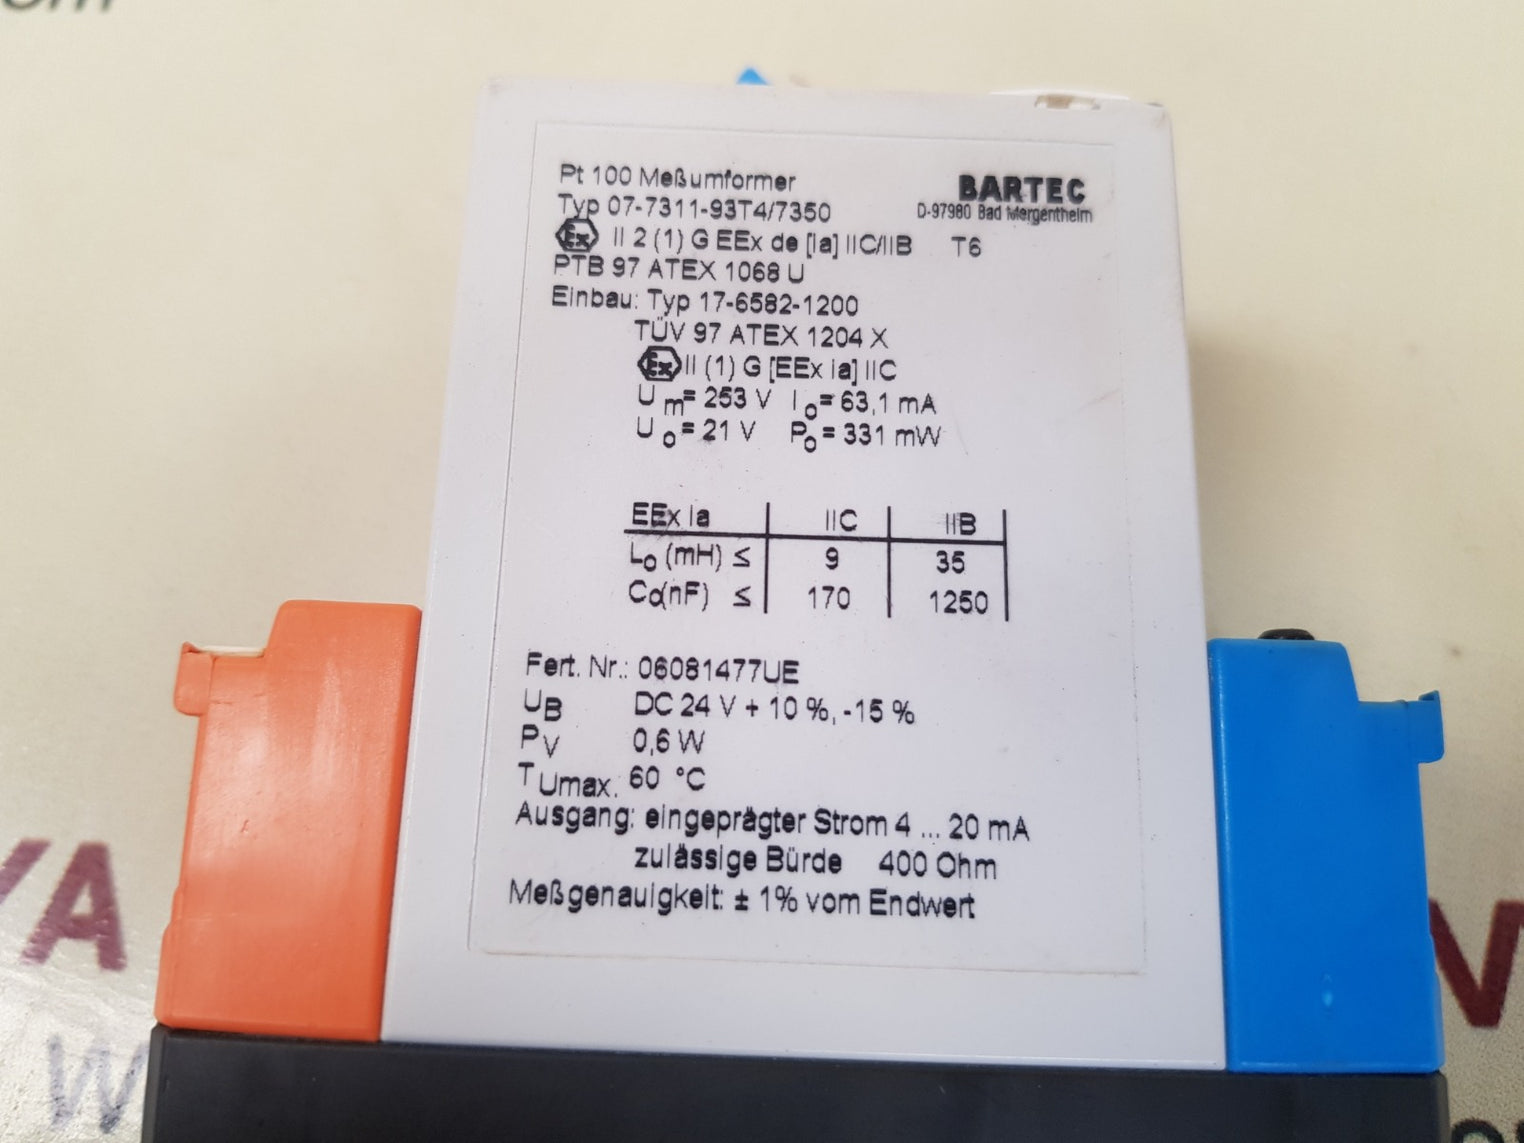 Pt 100 Meßumformer
BARTEC
Typ 07-7311-93T4/7350
D-97980 Bad Mergentheim
Ex II 2 (1) G EEx de [ia] IIC/IIB T6
PTB 97 ATEX 1068 U
Einbau: Typ 17-6582-1200
TÜV 97 ATEX 1204 X
Ex II (1) G [EEx ia] IIC
Um= 253 V Io= 63,1 mA
Uo= 21 V Po= 331 mW
EEx ia IIC IIB
Lo (mH) ≤ 9 35
Co(nF) ≤ 170 1250
Fert. Nr.: 06081477UE
UB DC 24 V + 10 %, -15 %
PV 0,6 W
TUmax. 60 °C
Ausgang: eingeprägter Strom 4 ... 20 mA
zulässige Bürde 400 Ohm
Meßgenauigkeit: ± 1% vom Endwert